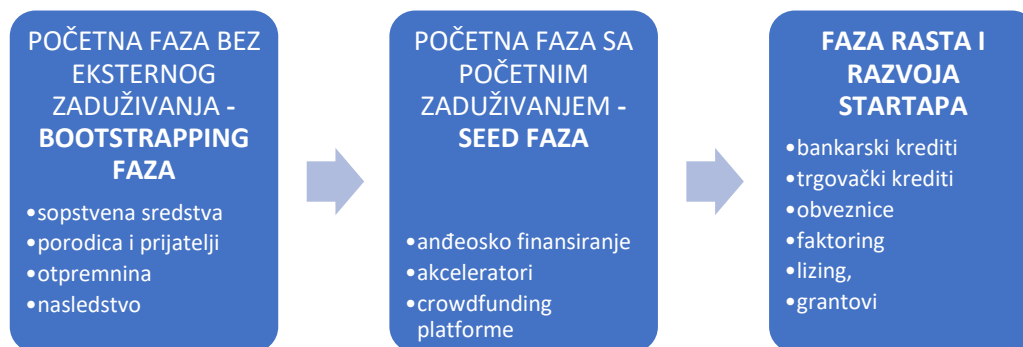 POČETNA FAZA BEZ
EKSTERNOG
ZADUŽIVANJA -
BOOTSTRAPPING
FAZA
•sopstvena sredstva
•porodica i prijatelji
•otpremnina
•nasledstvo
POČETNA FAZA SA
POČETNIM
ZADUŽIVANJEM -
SEED FAZA
•anđeosko finansiranje
•akceleratori
•crowdfunding
platforme
FAZA RASTA I
RAZVOJA
STARTAPA
•bankarski krediti
•trgovački krediti
•obveznice
•faktoring
•lizing,
•grantovi